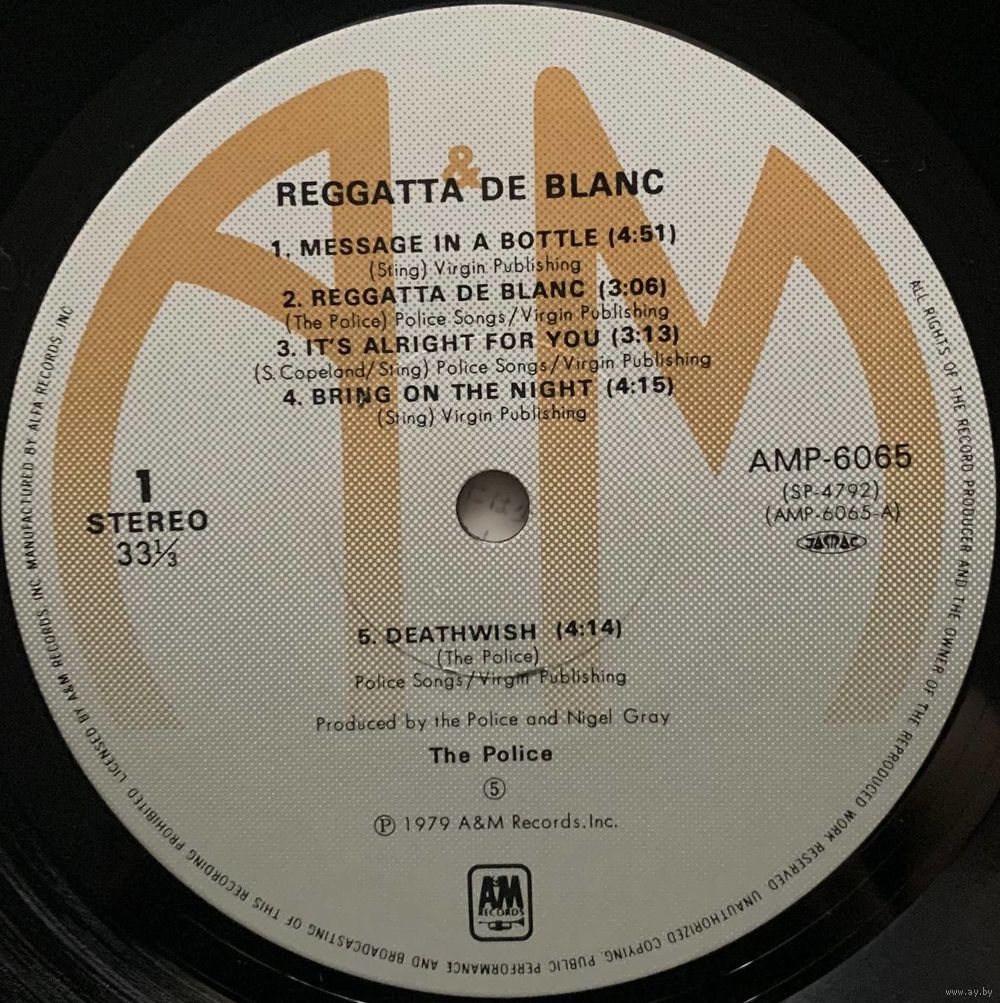 &
REGGATTA DE BLANC
1. MESSAGE IN A BOTTLE (4:51)
(Sting) Virgin Publishing
2. REGGATTA DE BLANC (3:06)
(The Police) Police Songs/Virgin Publishing
3. IT'S ALRIGHT FOR YOU (3:13)
(S. Copeland/Sting) Police Songs/Virgin Publishing
4. BRING ON THE NIGHT (4:15)
(Sting) Virgin Publishing
1
STEREO
33⅓
AMP-6065
(SP-4792)
(AMP-6065-A)
JASRAC
5. DEATHWISH (4:14)
(The Police)
Police Songs/Virgin Publishing
Produced by the Police and Nigel Gray
The Police
⑤
℗ 1979 A&M Records, Inc.
A&M
RECORDS
ALL RIGHTS OF THE RECORD PRODUCER AND THE OWNER OF THE REPRODUCED WORK RESERVED. UNAUTHORIZED COPYING, PUBLIC PERFORMANCE AND BROADCASTING OF THIS RECORDING PROHIBITED. LICENSED BY A&M RECORDS INC MANUFACTURED BY ALFA RECORDS, INC
www.ay.by